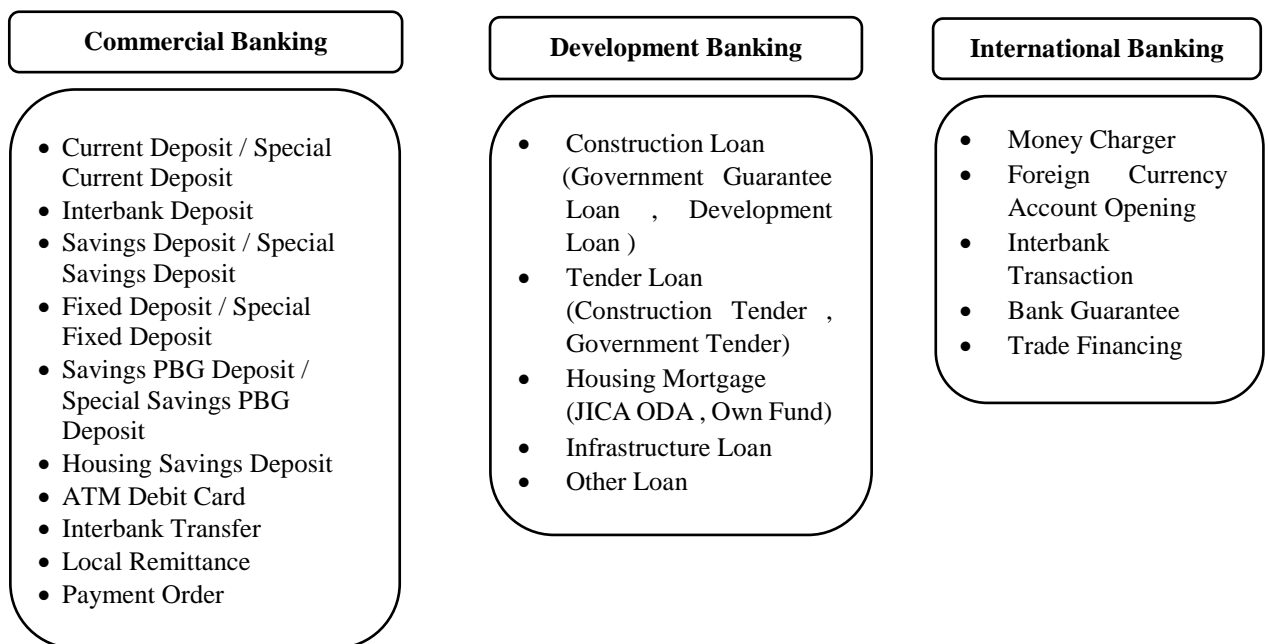 Commercial Banking
• Current Deposit / Special
Current Deposit
• Interbank Deposit
• Savings Deposit / Special
Savings Deposit
• Fixed Deposit / Special
Fixed Deposit
• Savings PBG Deposit /
Special Savings PBG
Deposit
• Housing Savings Deposit
• ATM Debit Card
• Interbank Transfer
• Local Remittance
• Payment Order
Development Banking
• Construction Loan
(Government Guarantee
Loan , Development
Loan )
• Tender Loan
(Construction Tender ,
Government Tender)
• Housing Mortgage
(JICA ODA , Own Fund)
• Infrastructure Loan
• Other Loan
International Banking
• Money Charger
• Foreign Currency
Account Opening
• Interbank
Transaction
• Bank Guarantee
• Trade Financing